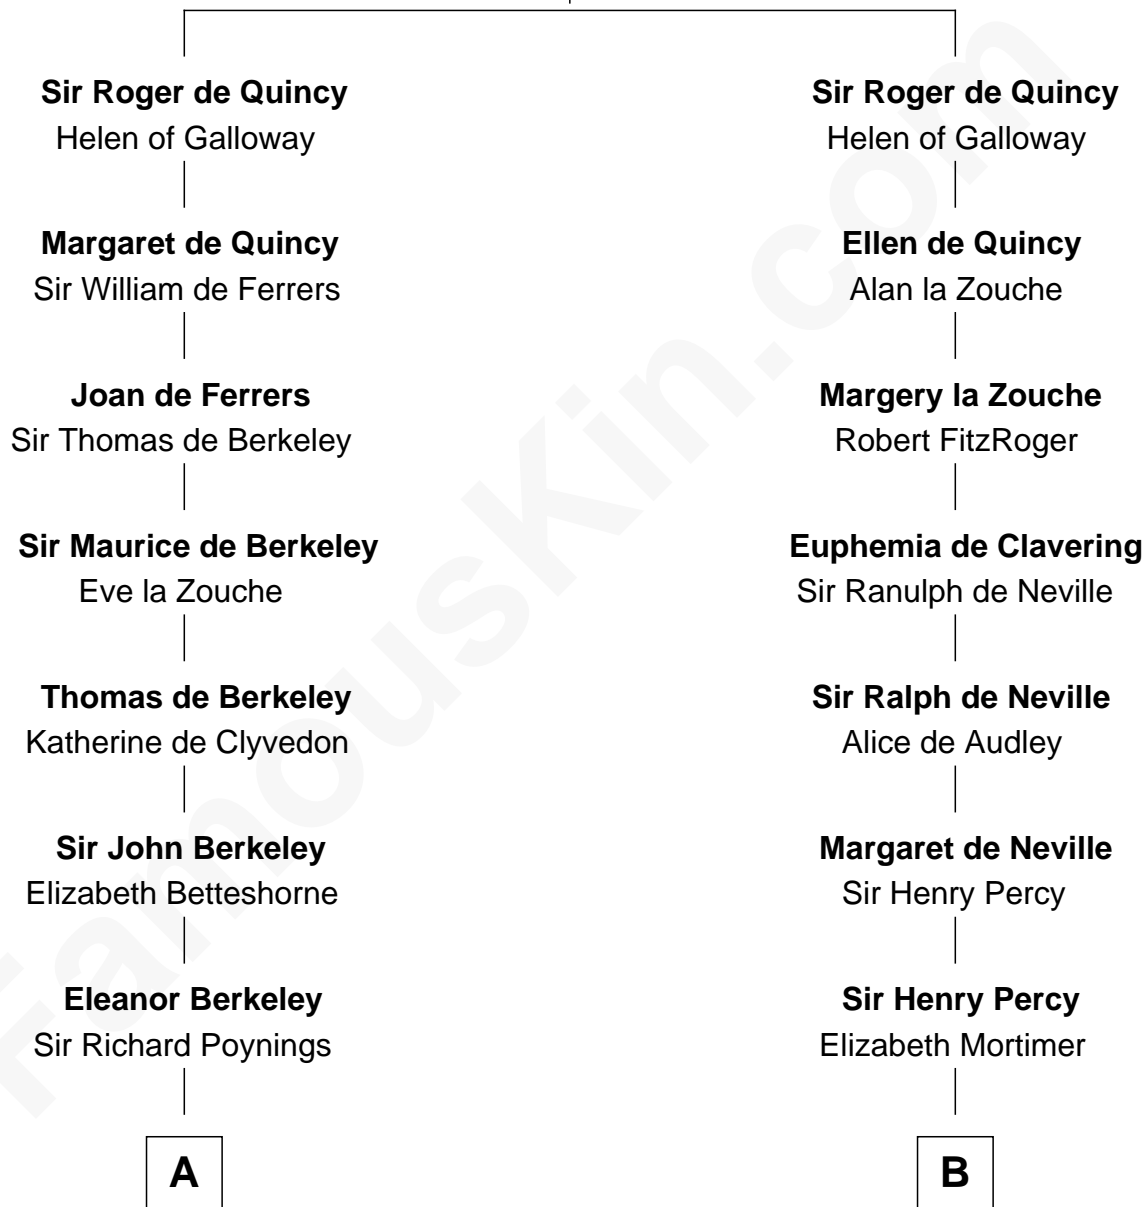 Sir Roger de Quincy
Helen of Galloway
Margaret de Quincy
Sir William de Ferrers
Joan de Ferrers
Sir Thomas de Berkeley
Sir Maurice de Berkeley
Eve la Zouche
Thomas de Berkeley
Katherine de Clyvedon
Sir John Berkeley
Elizabeth Betteshorne
Eleanor Berkeley
Sir Richard Poynings
A
Sir Roger de Quincy
Helen of Galloway
Ellen de Quincy
Alan la Zouche
Margery la Zouche
Robert FitzRoger
Euphemia de Clavering
Sir Ranulph de Neville
Sir Ralph de Neville
Alice de Audley
Margaret de Neville
Sir Henry Percy
Sir Henry Percy
Elizabeth Mortimer
B
FamousKin.com